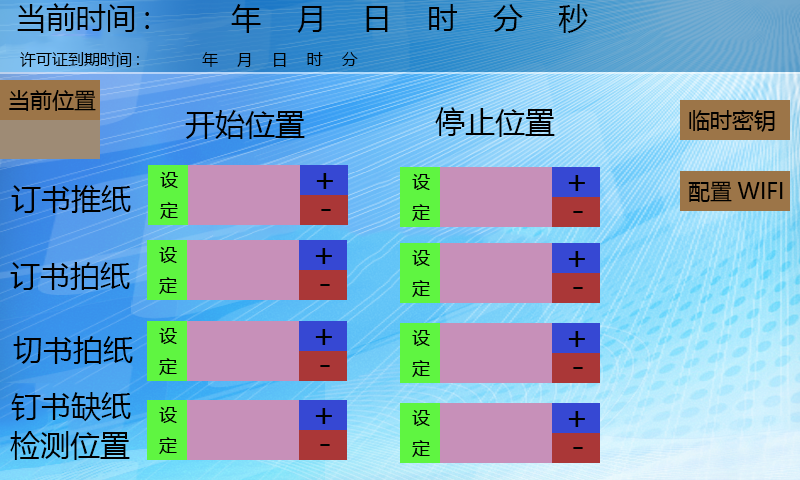 当前时间： 年 月 日 时 分 秒
许可证到期时间： 年 月 日 时 分
当前位置
开始位置
停止位置
临时密钥
配置 WIFI
订书推纸
设
定
+
-
设
定
+
-
订书拍纸
设
定
+
-
设
定
+
-
切书拍纸
设
定
+
-
设
定
+
-
钉书缺纸
检测位置
设
定
+
-
设
定
+
-